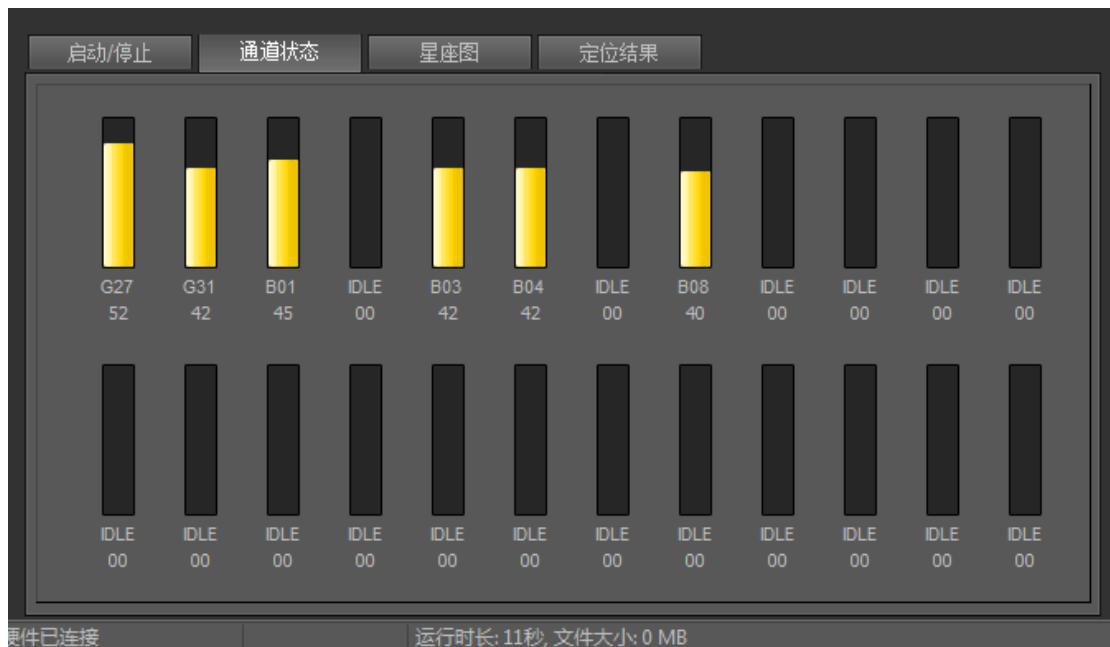 启动/停止 通道状态 星座图 定位结果
G27 G31 B01 IDLE B03 B04 IDLE B08 IDLE IDLE IDLE IDLE
52 42 45 00 42 42 00 40 00 00 00 00
IDLE IDLE IDLE IDLE IDLE IDLE IDLE IDLE IDLE IDLE IDLE IDLE
00 00 00 00 00 00 00 00 00 00 00 00
硬件已连接 运行时长: 11秒, 文件大小: 0 MB